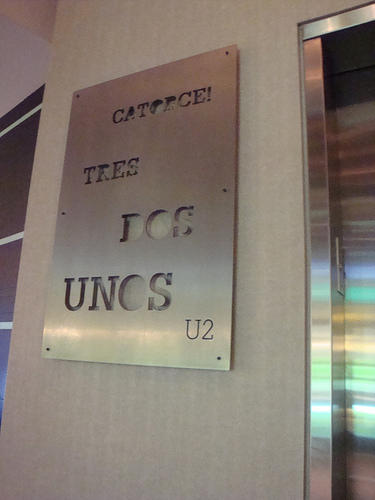 CATORCE!
TRES
DOS
UNOS
U2